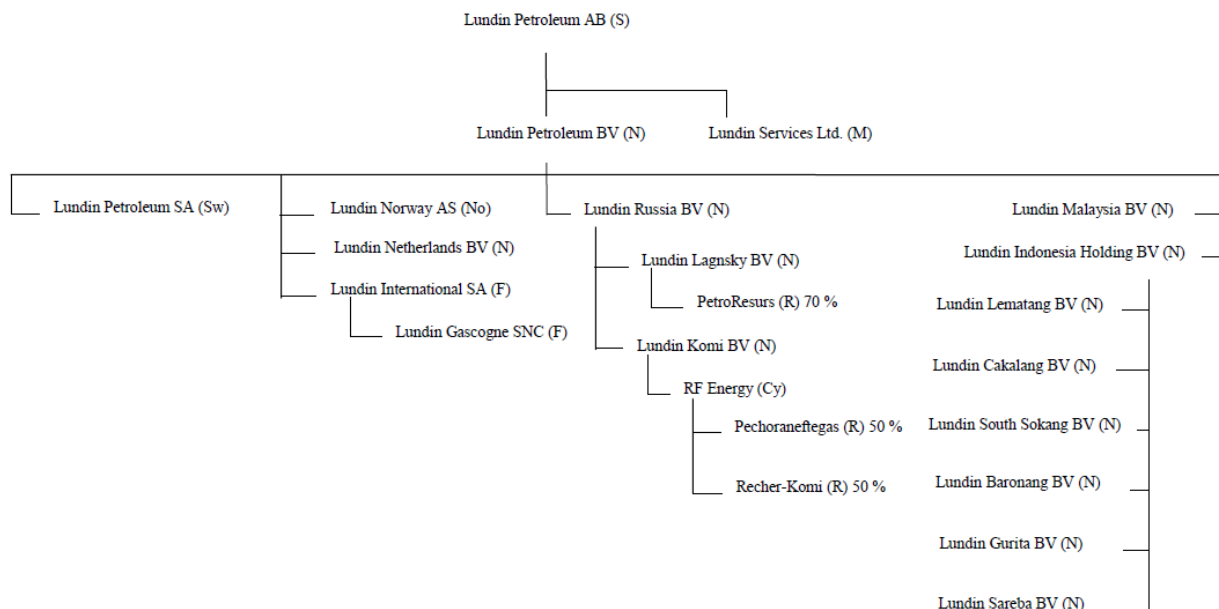 Lundin Petroleum AB (S)
Lundin Petroleum BV (N)
Lundin Services Ltd. (M)
Lundin Petroleum SA (Sw)
Lundin Norway AS (No)
Lundin Netherlands BV (N)
Lundin International SA (F)
Lundin Gascogne SNC (F)
Lundin Russia BV (N)
Lundin Lagnsky BV (N)
PetroResurs (R) 70 %
Lundin Komi BV (N)
RF Energy (Cy)
Pechoraneftegas (R) 50 %
Recher-Komi (R) 50 %
Lundin Malaysia BV (N)
Lundin Indonesia Holding BV (N)
Lundin Lematang BV (N)
Lundin Cakalang BV (N)
Lundin South Sokang BV (N)
Lundin Baronang BV (N)
Lundin Gurita BV (N)
Lundin Sareba BV (N)